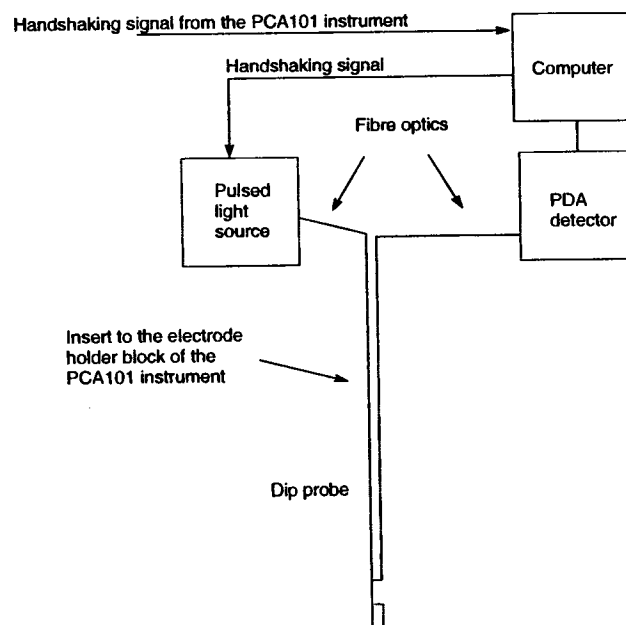 Handshaking signal from the PCA101 instrument
Handshaking signal
Computer
Fibre optics
Pulsed
light
source
PDA
detector
Insert to the electrode
holder block of the
PCA101 instrument
Dip probe